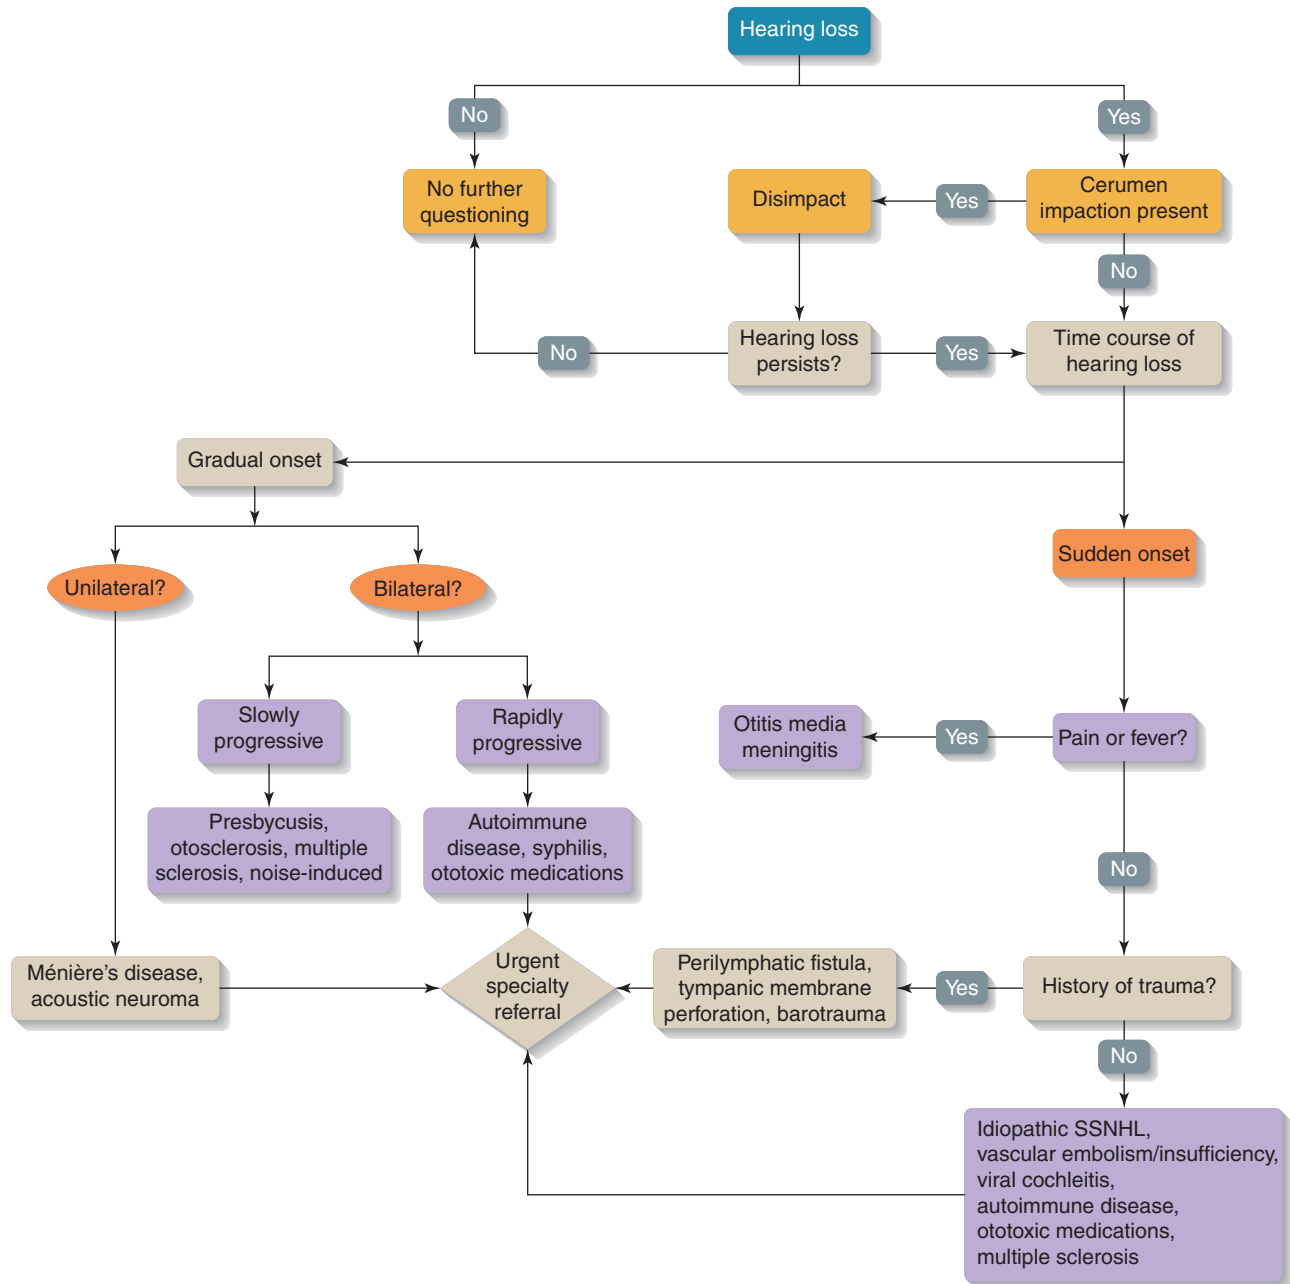 Hearing loss
No
Yes
No further
questioning
Disimpact
Yes
Cerumen
impaction present
No
Hearing loss
persists?
No
Yes
Time course of
hearing loss
Gradual onset
Sudden onset
Unilateral?
Bilateral?
Slowly
progressive
Rapidly
progressive
Otitis media
meningitis
Yes
Pain or fever?
Presbycusis,
otosclerosis, multiple
sclerosis, noise-induced
Autoimmune
disease, syphilis,
ototoxic medications
No
Ménière’s disease,
acoustic neuroma
Urgent
specialty
referral
Perilymphatic fistula,
tympanic membrane
perforation, barotrauma
Yes
History of trauma?
No
Idiopathic SSNHL,
vascular embolism/insufficiency,
viral cochleitis,
autoimmune disease,
ototoxic medications,
multiple sclerosis